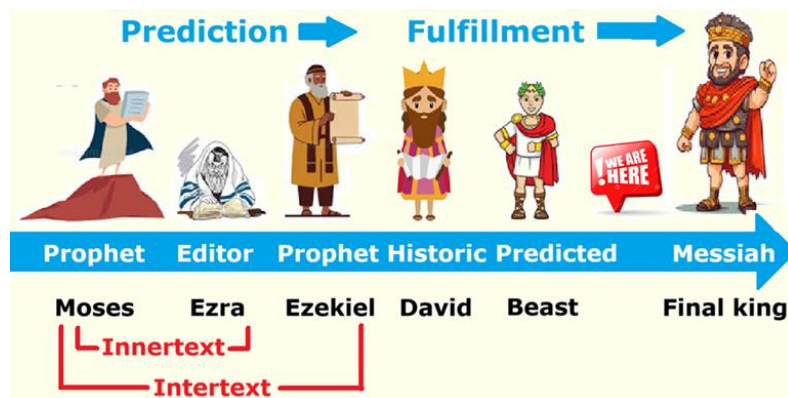 Prediction Fulfillment
! WE ARE
HERE
Prophet Editor Prophet Historic Predicted Messiah
Moses Ezra Ezekiel David Beast Final king
Innertext
Intertext